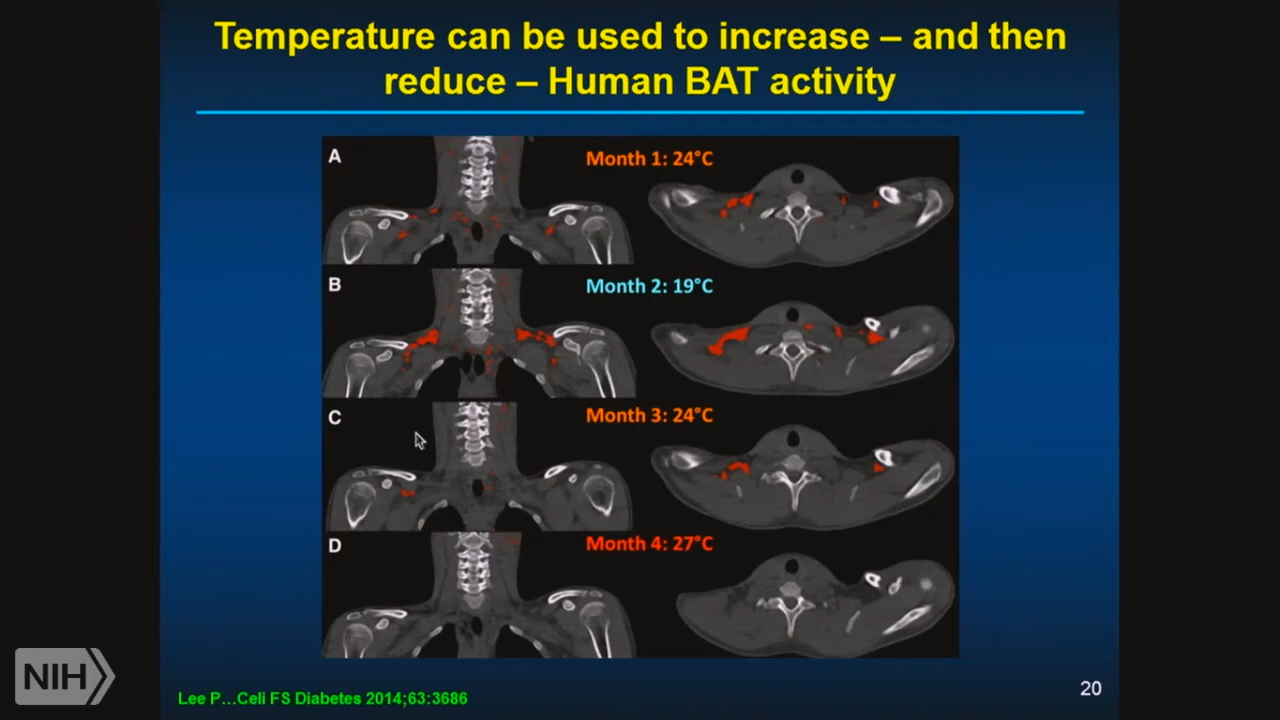 Temperature can be used to increase – and then
reduce – Human BAT activity
A
Month 1: 24°C
B
Month 2: 19°C
C
Month 3: 24°C
D
Month 4: 27°C
NIH
Lee P...Celi FS Diabetes 2014;63:3686
20